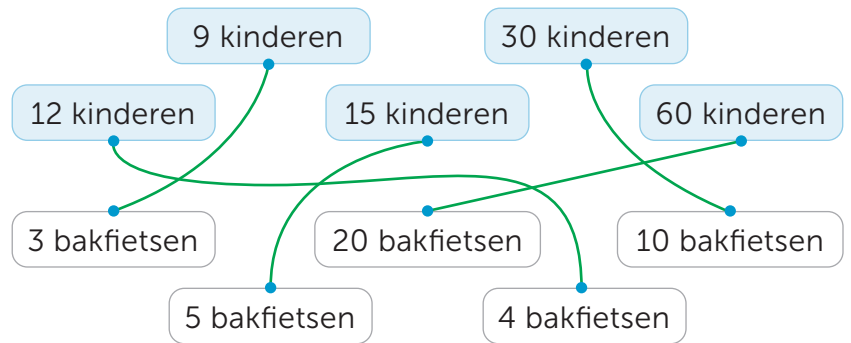 9 kinderen
30 kinderen
12 kinderen
15 kinderen
60 kinderen
3 bakfietsen
20 bakfietsen
10 bakfietsen
5 bakfietsen
4 bakfietsen